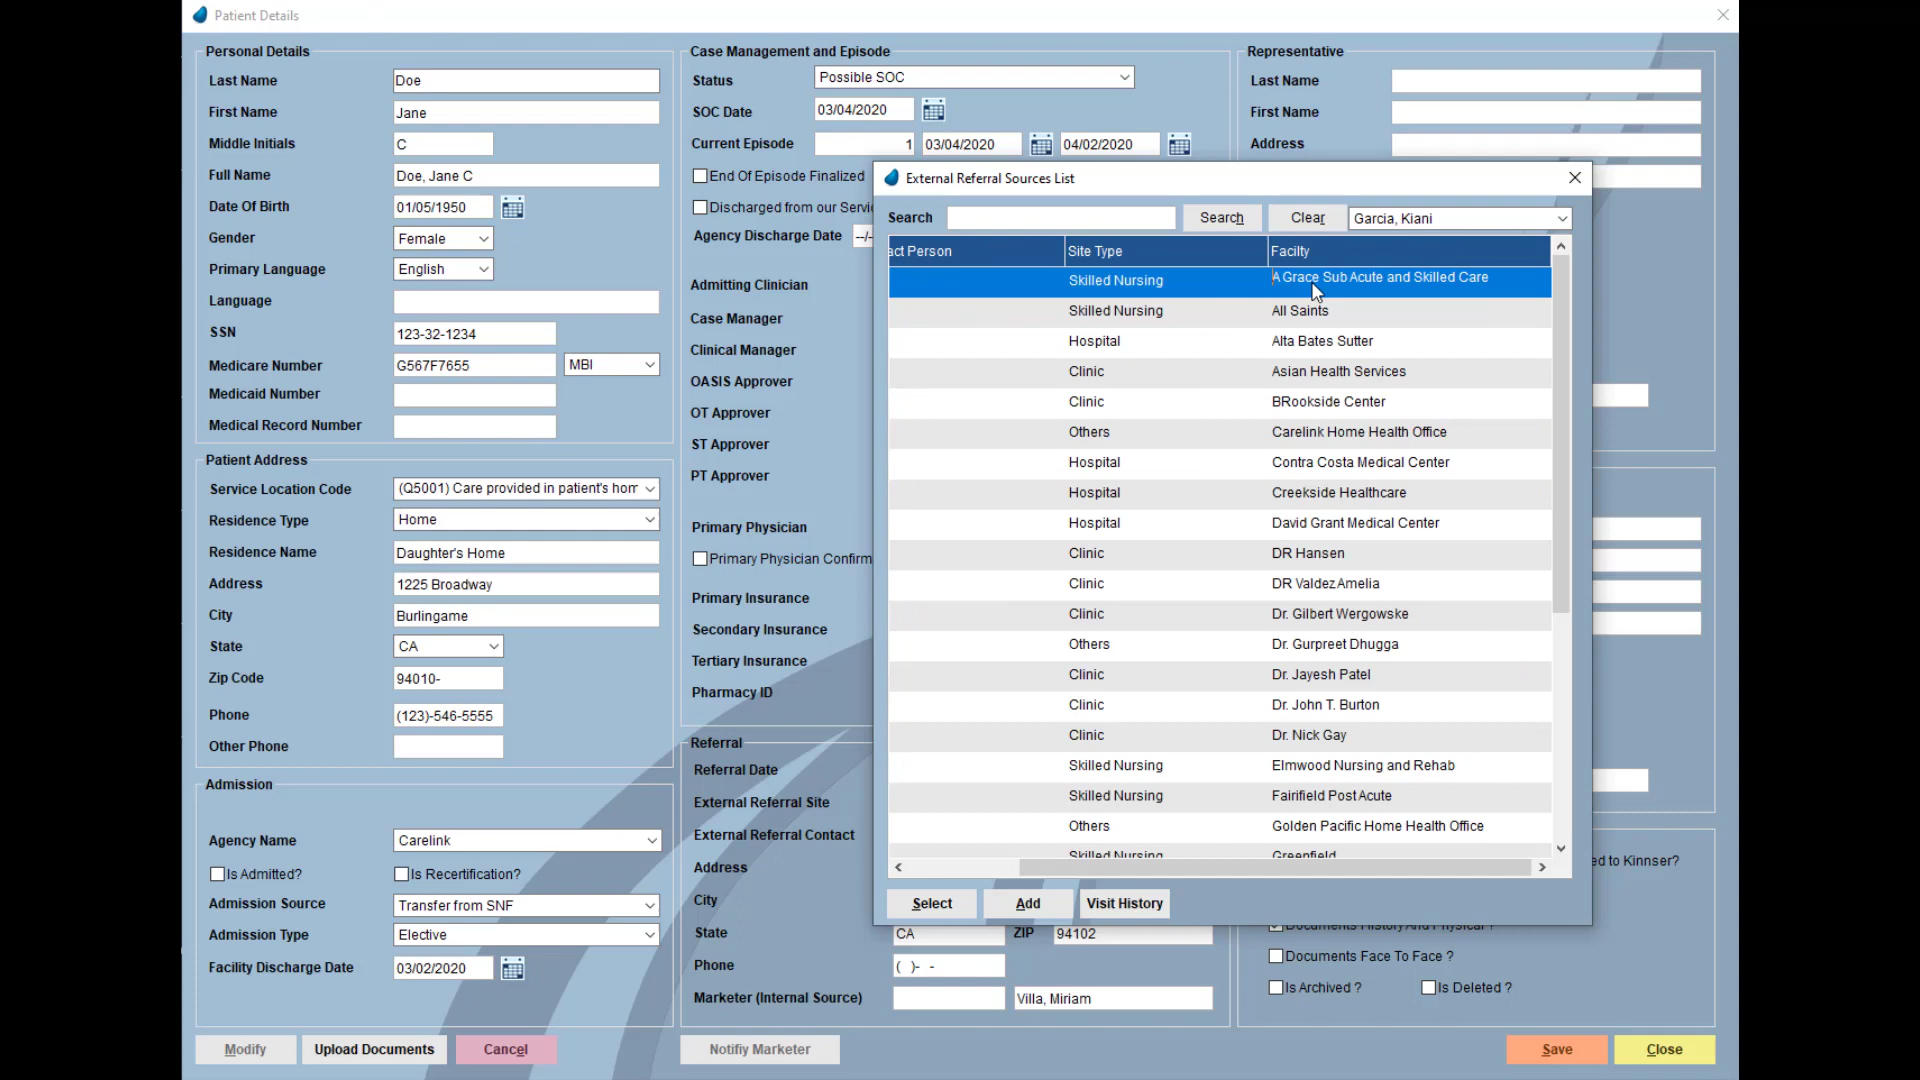 Patient Details
Personal Details
Last Name Doe
First Name Jane
Middle Initials C
Full Name Doe, Jane C
Date Of Birth 01/05/1950
Gender Female
Primary Language English
Language
SSN 123-32-1234
Medicare Number G567F7655 MBI
Medicaid Number
Medical Record Number
Patient Address
Service Location Code (Q5001) Care provided in patient's hom
Residence Type Home
Residence Name Daughter's Home
Address 1225 Broadway
City Burlingame
State CA
Zip Code 94010-
Phone (123)-546-5555
Other Phone
Admission
Agency Name Carelink
Is Admitted? Is Recertification?
Admission Source Transfer from SNF
Admission Type Elective
Facility Discharge Date 03/02/2020
Case Management and Episode
Status Possible SOC
SOC Date 03/04/2020
Current Episode 1 03/04/2020 04/02/2020
End Of Episode Finalized
Discharged from our Servi
Agency Discharge Date --/-
Admitting Clinician
Case Manager
Clinical Manager
OASIS Approver
OT Approver
ST Approver
PT Approver
Primary Physician
Primary Physician Confirm
Primary Insurance
Secondary Insurance
Tertiary Insurance
Pharmacy ID
Referral
Referral Date
External Referral Site
External Referral Contact
Address
City
State CA ZIP 94102
Phone ( )- -
Marketer (Internal Source) Villa, Miriam
Representative
Last Name
First Name
Address
External Referral Sources List
Search Search Clear Garcia, Kiani
act Person Site Type Facilty
Skilled Nursing A Grace Sub Acute and Skilled Care
Skilled Nursing All Saints
Hospital Alta Bates Sutter
Clinic Asian Health Services
Clinic BRookside Center
Others Carelink Home Health Office
Hospital Contra Costa Medical Center
Hospital Creekside Healthcare
Hospital David Grant Medical Center
Clinic DR Hansen
Clinic DR Valdez Amelia
Clinic Dr. Gilbert Wergowske
Others Dr. Gurpreet Dhugga
Clinic Dr. Jayesh Patel
Clinic Dr. John T. Burton
Clinic Dr. Nick Gay
Skilled Nursing Elmwood Nursing and Rehab
Skilled Nursing Fairifield Post Acute
Others Golden Pacific Home Health Office
Skilled Nursing Greenfield
Select Add Visit History
ed to Kinnser?
Documents History And Physical ?
Documents Face To Face ?
Is Archived ? Is Deleted ?
Modify Upload Documents Cancel Notifiy Marketer Save Close